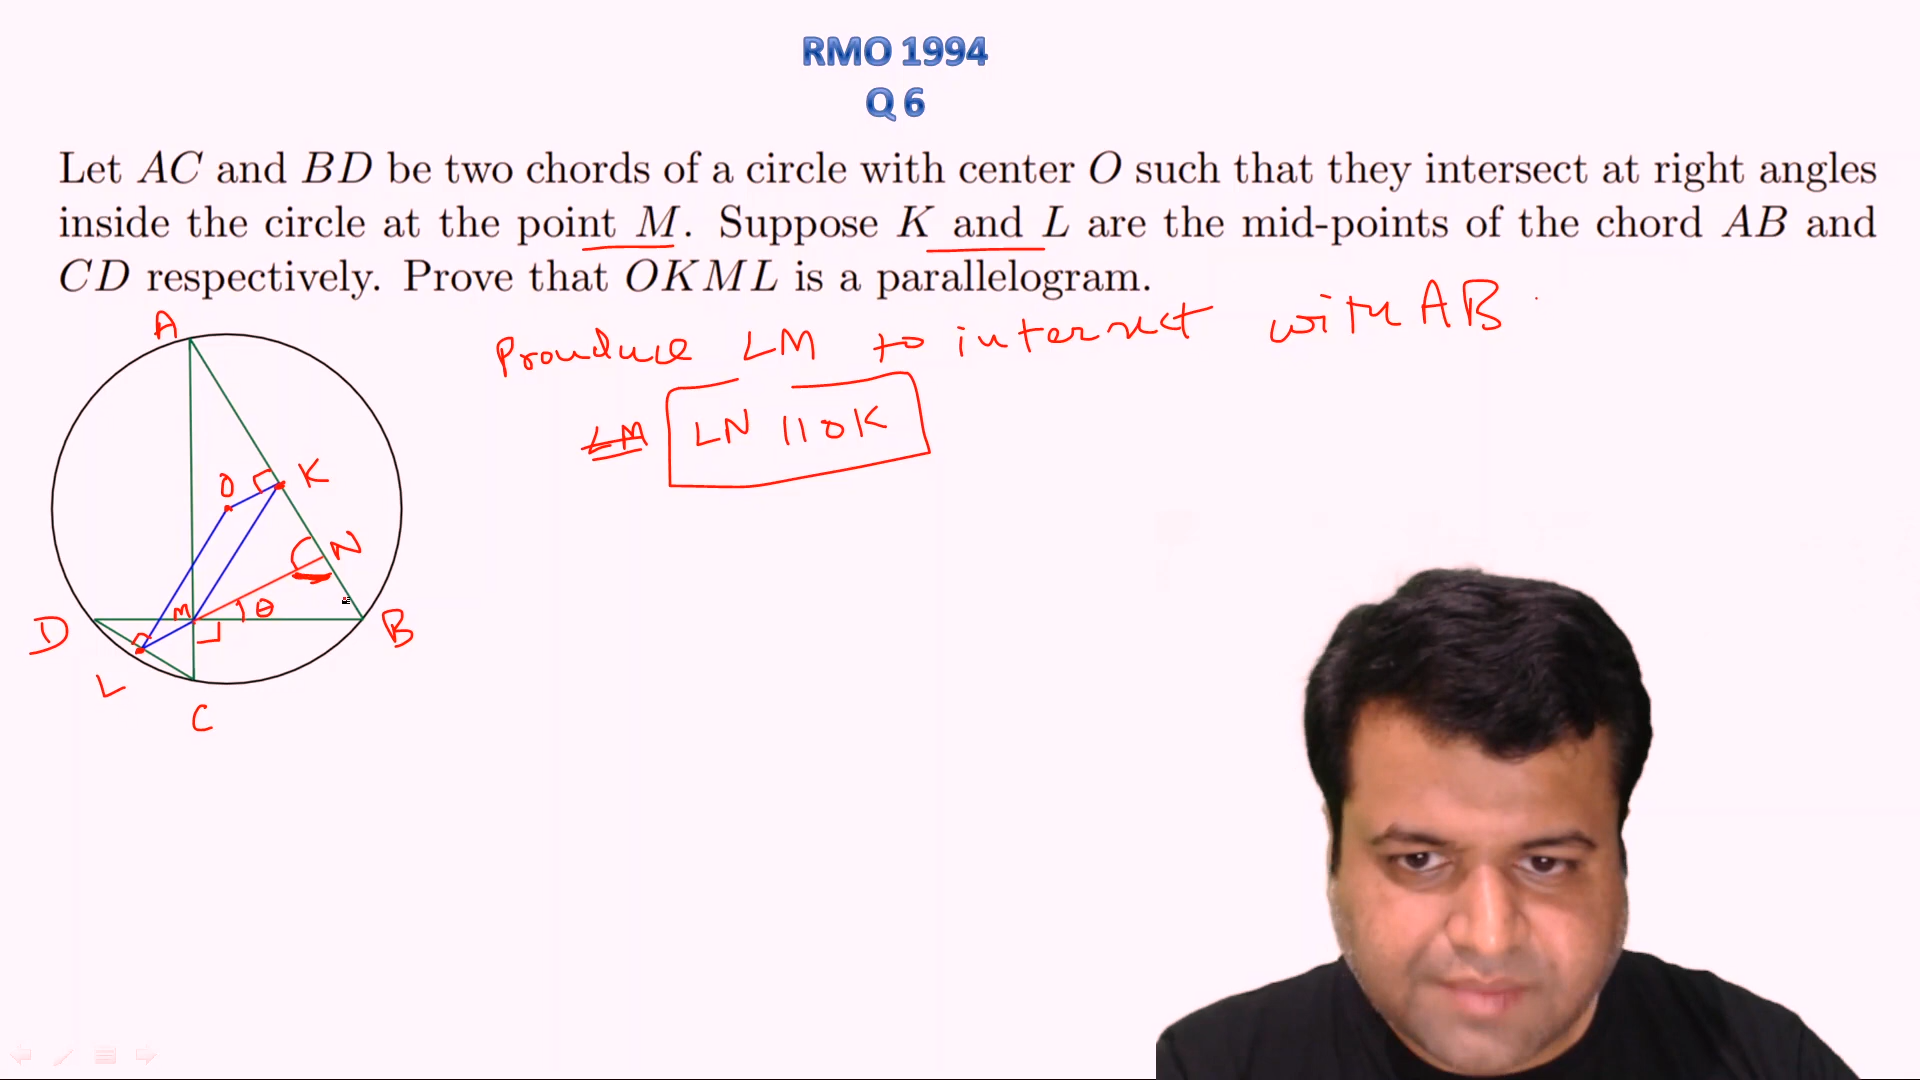 RMO 1994
Q 6
Let AC and BD be two chords of a circle with center O such that they intersect at right angles
inside the circle at the point M. Suppose K and L are the mid-points of the chord AB and
CD respectively. Prove that OKML is a parallelogram.
Prouduce LM to intersect with AB.
LM LN || OK
A
O K
N
M θ
D B
L
C